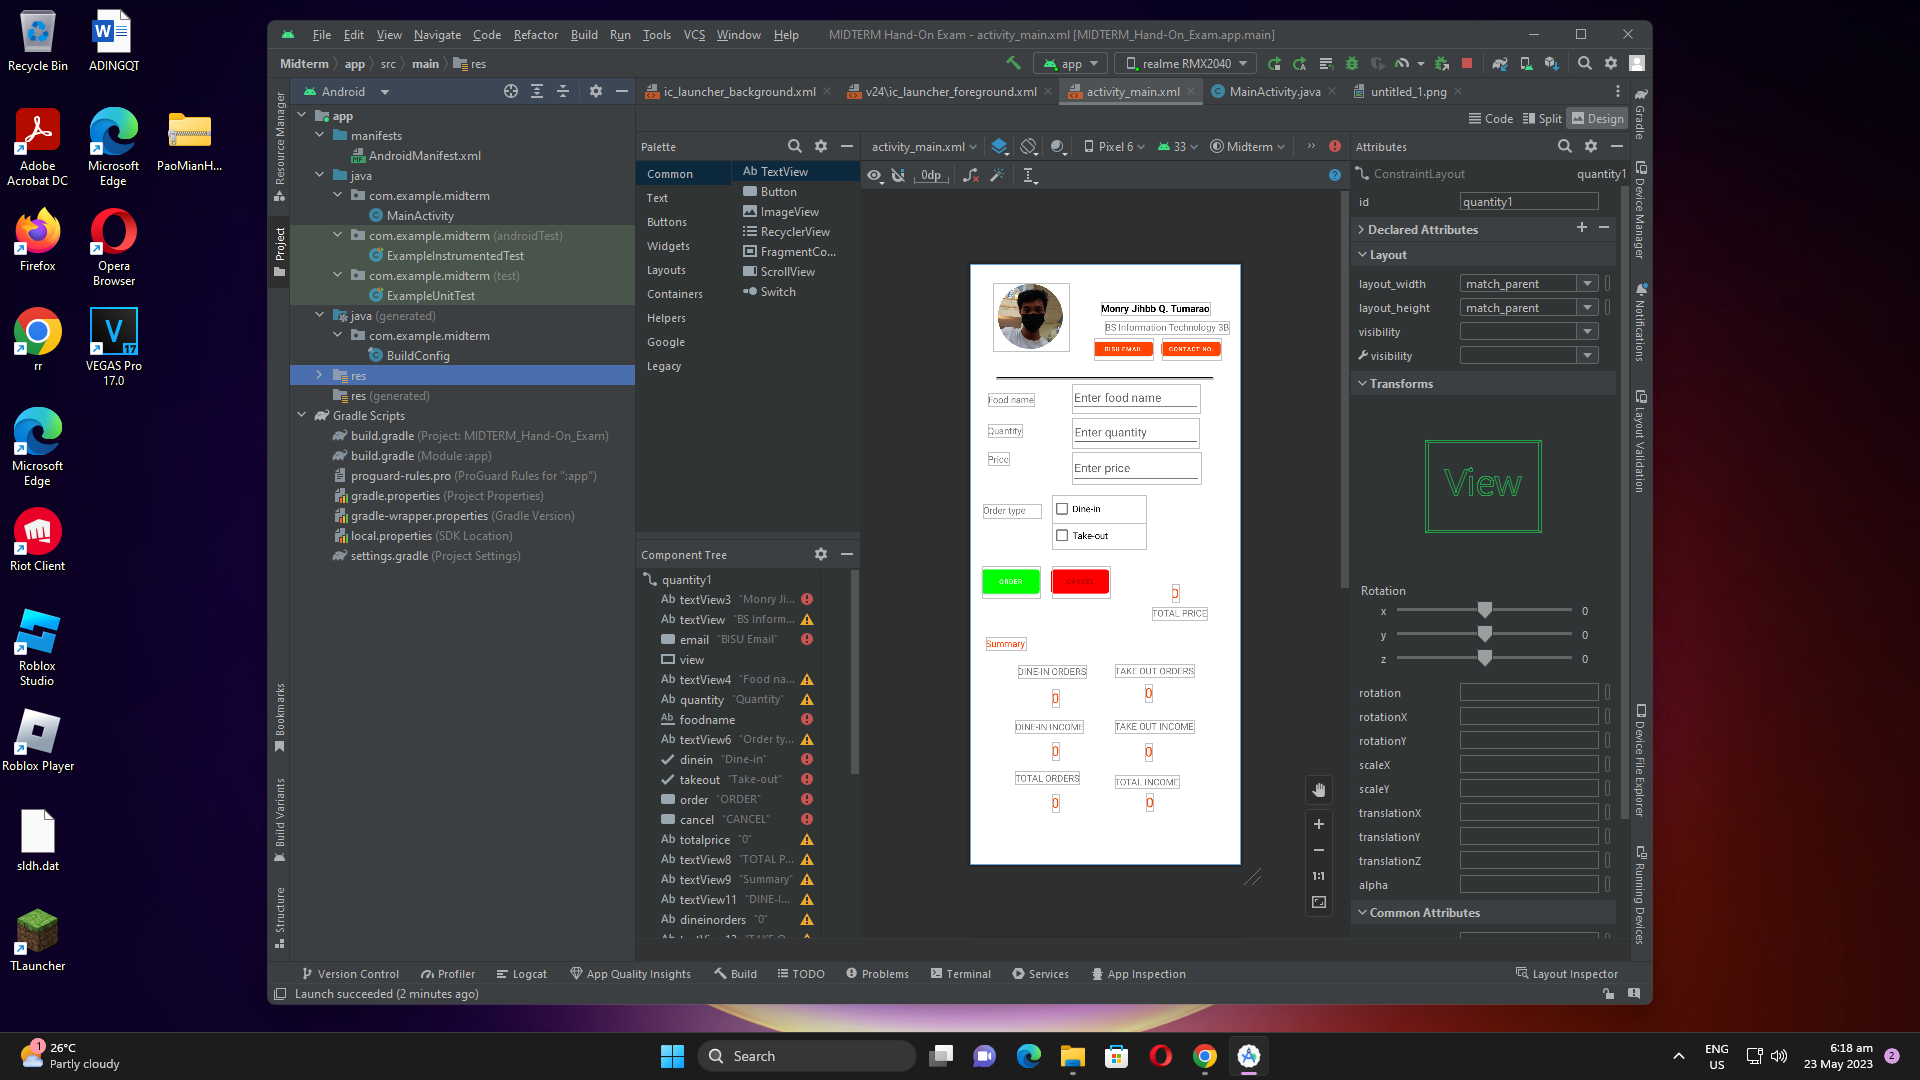 Recycle Bin
ADINGQT
Adobe Acrobat DC
Microsoft Edge
PaoMianH...
Firefox
Opera Browser
rr
VEGAS Pro 17.0
Microsoft Edge
Riot Client
Roblox Studio
Roblox Player
sldh.dat
TLauncher
File Edit View Navigate Code Refactor Build Run Tools VCS Window Help MIDTERM Hand-On Exam - activity_main.xml [MIDTERM_Hand-On_Exam.app.main]
Midterm app src main res
app realme RMX2040
Resource Manager
Project
Bookmarks
Build Variants
Structure
Android
app
manifests
AndroidManifest.xml
java
com.example.midterm
MainActivity
com.example.midterm (androidTest)
ExampleInstrumentedTest
com.example.midterm (test)
ExampleUnitTest
java (generated)
com.example.midterm
BuildConfig
res
res (generated)
Gradle Scripts
build.gradle (Project: MIDTERM_Hand-On_Exam)
build.gradle (Module :app)
proguard-rules.pro (ProGuard Rules for ":app")
gradle.properties (Project Properties)
gradle-wrapper.properties (Gradle Version)
local.properties (SDK Location)
settings.gradle (Project Settings)
ic_launcher_background.xml v24\ic_launcher_foreground.xml activity_main.xml MainActivity.java untitled_1.png
Code Split Design
Palette
Common
Text
Buttons
Widgets
Layouts
Containers
Helpers
Google
Legacy
Ab TextView
Button
ImageView
RecyclerView
FragmentCo...
ScrollView
Switch
Component Tree
quantity1
Ab textView3 "Monry Ji...
Ab textView "BS Inform...
email "BISU Email"
view
Ab textView4 "Food na...
Ab quantity "Quantity"
Ab foodname
Ab textView6 "Order ty...
dinein "Dine-in"
takeout "Take-out"
order "ORDER"
cancel "CANCEL"
Ab totalprice "0"
Ab textView8 "TOTAL P...
Ab textView9 "Summary"
Ab textView11 "DINE-I...
Ab dineinorders "0"
activity_main.xml Pixel 6 33 Midterm
0dp
Monry Jihbb Q. Tumarao
BS Information Technology 3B
BISU EMAIL CONTACT NO.
Food name Enter food name
Quantity Enter quantity
Price Enter price
Order type Dine-in
Take-out
ORDER CANCEL
0
TOTAL PRICE
Summary
DINE-IN ORDERS TAKE OUT ORDERS
0 0
DINE-IN INCOME TAKE OUT INCOME
0 0
TOTAL ORDERS TOTAL INCOME
0 0
1:1
Attributes
ConstraintLayout quantity1
id quantity1
Declared Attributes
Layout
layout_width match_parent
layout_height match_parent
visibility
visibility
Transforms
View
Rotation
x 0
y 0
z 0
rotation
rotationX
rotationY
scaleX
scaleY
translationX
translationY
translationZ
alpha
Common Attributes
Gradle
Device Manager
Notifications
Layout Validation
Device File Explorer
Running Devices
Version Control Profiler Logcat App Quality Insights Build TODO Problems Terminal Services App Inspection Layout Inspector
Launch succeeded (2 minutes ago)
1
26°C
Partly cloudy
Search
ENG
US
6:18 am
23 May 2023
2